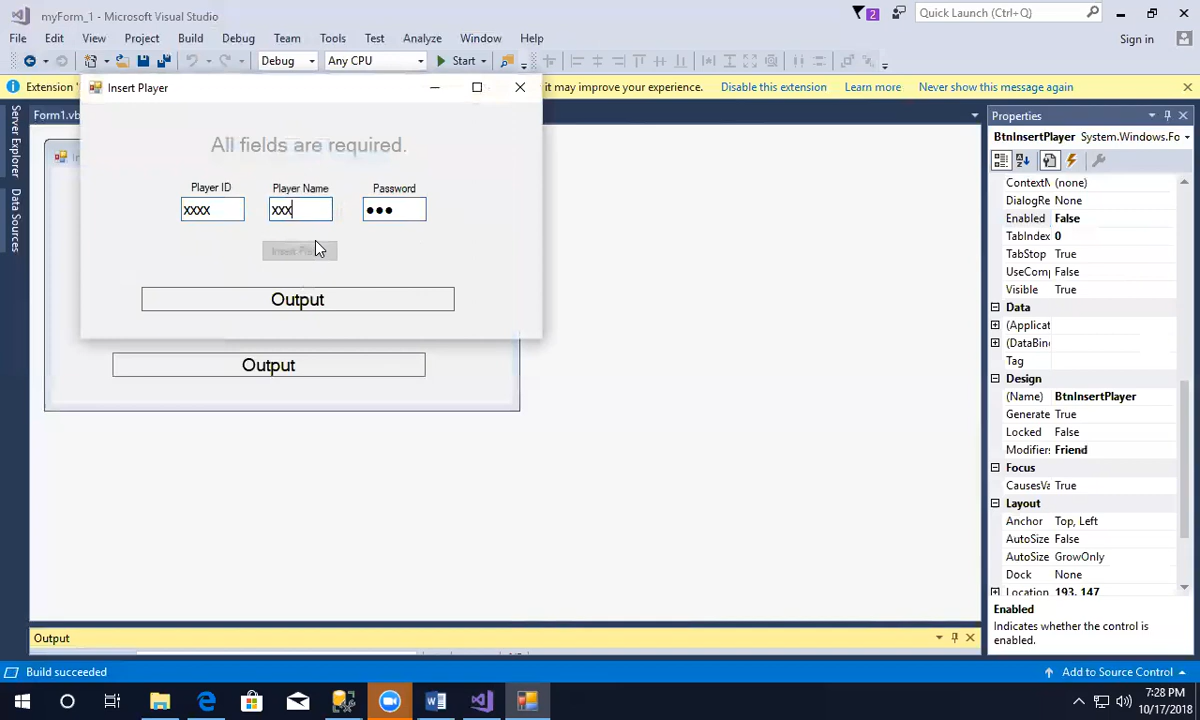 myForm_1 - Microsoft Visual Studio
2
Quick Launch (Ctrl+Q)
File Edit View Project Build Debug Team Tools Test Analyze Window Help
Sign in
Debug Any CPU Start
Extension
it may improve your experience. Disable this extension Learn more Never show this message again
Insert Player
Form1.vb
Server Explorer
Data Sources
All fields are required.
Player ID Player Name Password
xxxx xxx ●●●
Insert
Output
Output
Properties
BtnInsertPlayer System.Windows.Fo
ContextM (none)
DialogRe None
Enabled False
TabIndex 0
TabStop True
UseComp False
Visible True
Data
(Applicat
(DataBin
Tag
Design
(Name) BtnInsertPlayer
Generate True
Locked False
Modifiers Friend
Focus
CausesVa True
Layout
Anchor Top, Left
AutoSize False
AutoSize GrowOnly
Dock None
Location 193, 147
Enabled
Indicates whether the control is
enabled.
Output
Build succeeded
Add to Source Control
7:28 PM
10/17/2018